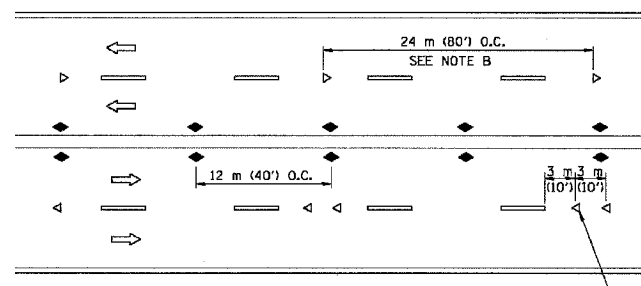 24 m (80') O.C.
SEE NOTE B
12 m (40') O.C.
3 m 3 m
(10') (10')